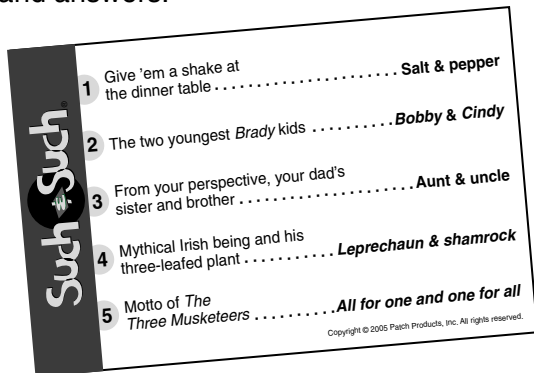 and answers.
Such N Such®
1 Give 'em a shake at
the dinner table . . . . . . . . . . . . . . . . . . . . . . . Salt & pepper
2 The two youngest Brady kids . . . . . . . . . . Bobby & Cindy
3 From your perspective, your dad's
sister and brother . . . . . . . . . . . . . . . . . . . . . . Aunt & uncle
4 Mythical Irish being and his
three-leafed plant . . . . . . . . . . . Leprechaun & shamrock
5 Motto of The
Three Musketeers . . . . . . . . . . All for one and one for all
Copyright © 2005 Patch Products, Inc. All rights reserved.